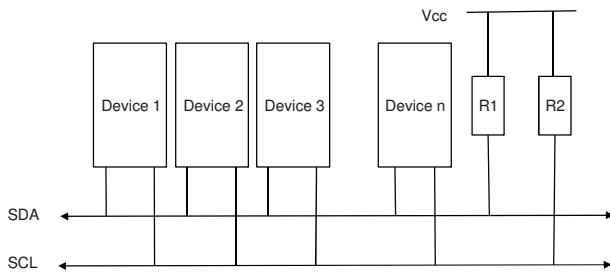 Vcc
Device 1
Device 2
Device 3
Device n
R1
R2
SDA
SCL